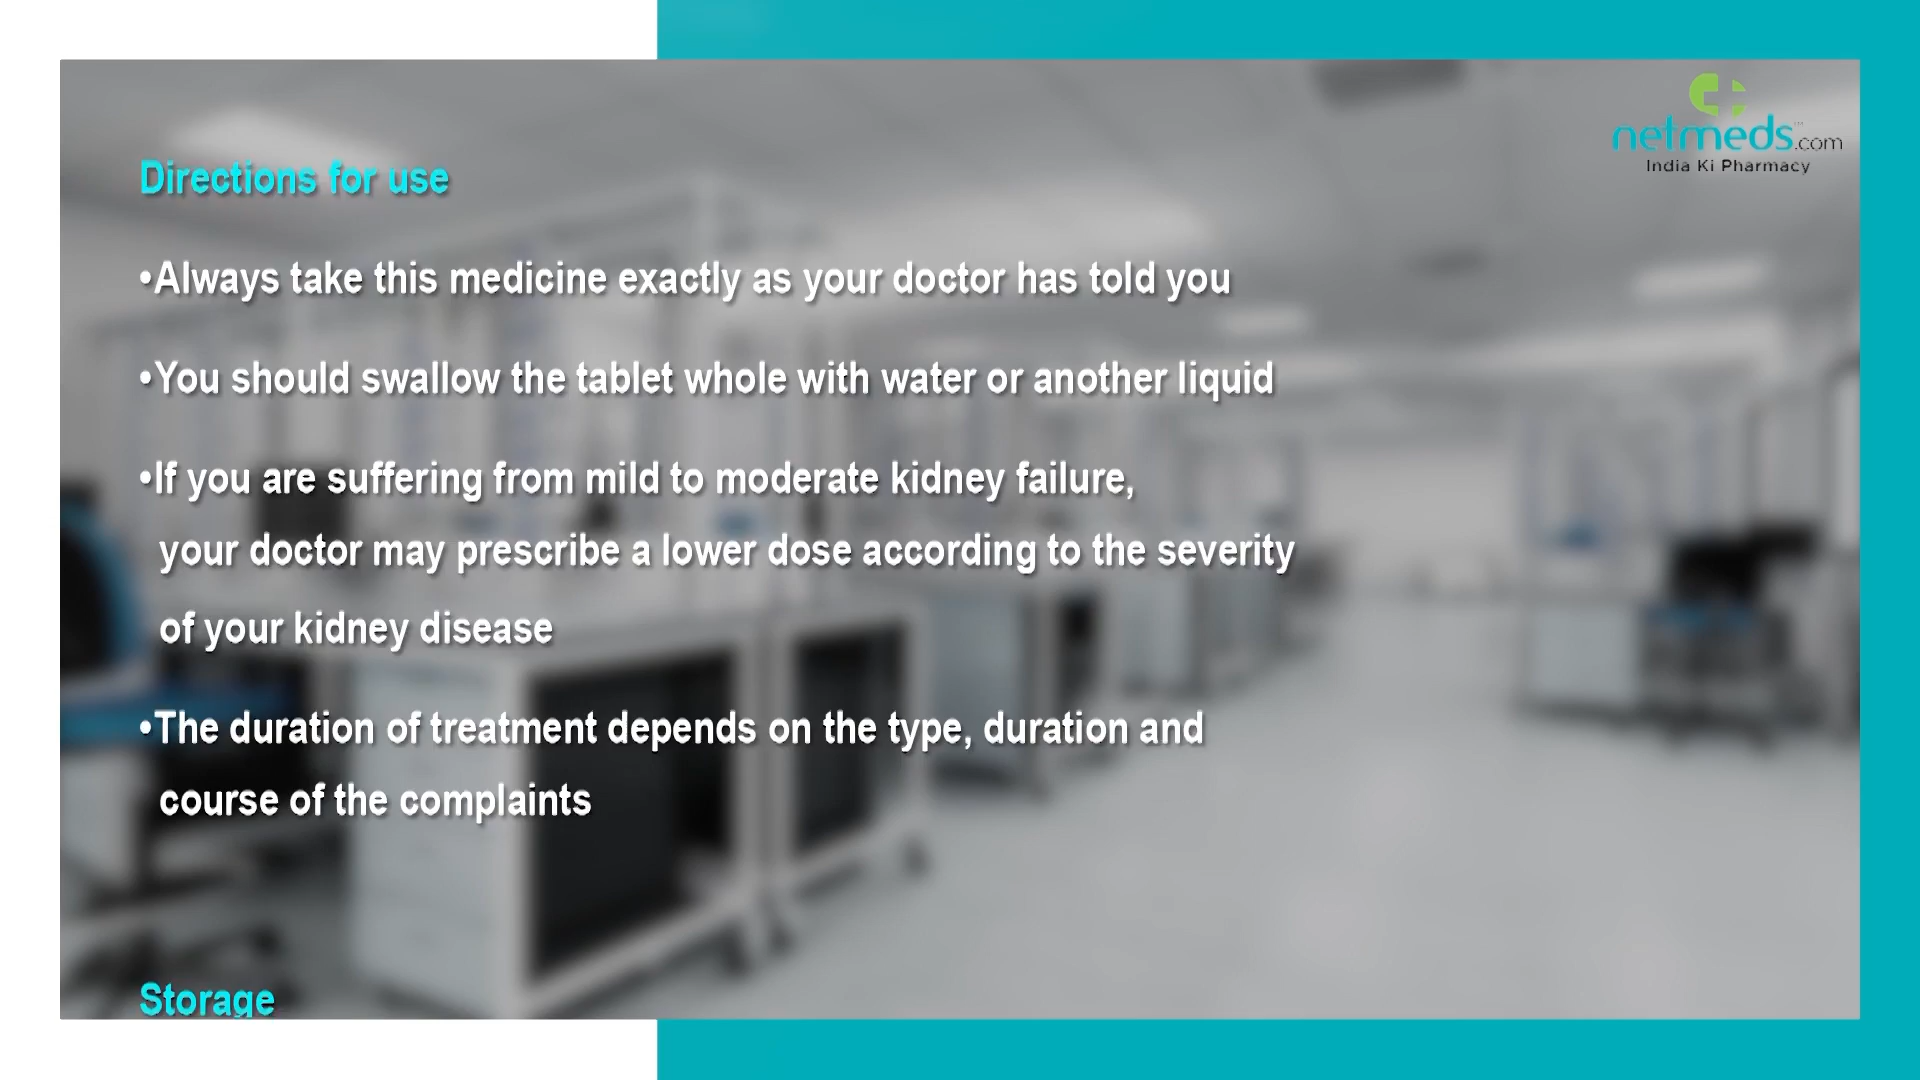 netmeds.com
India Ki Pharmacy
Directions for use
•Always take this medicine exactly as your doctor has told you
•You should swallow the tablet whole with water or another liquid
•If you are suffering from mild to moderate kidney failure,
your doctor may prescribe a lower dose according to the severity
of your kidney disease
•The duration of treatment depends on the type, duration and
course of the complaints
Storage